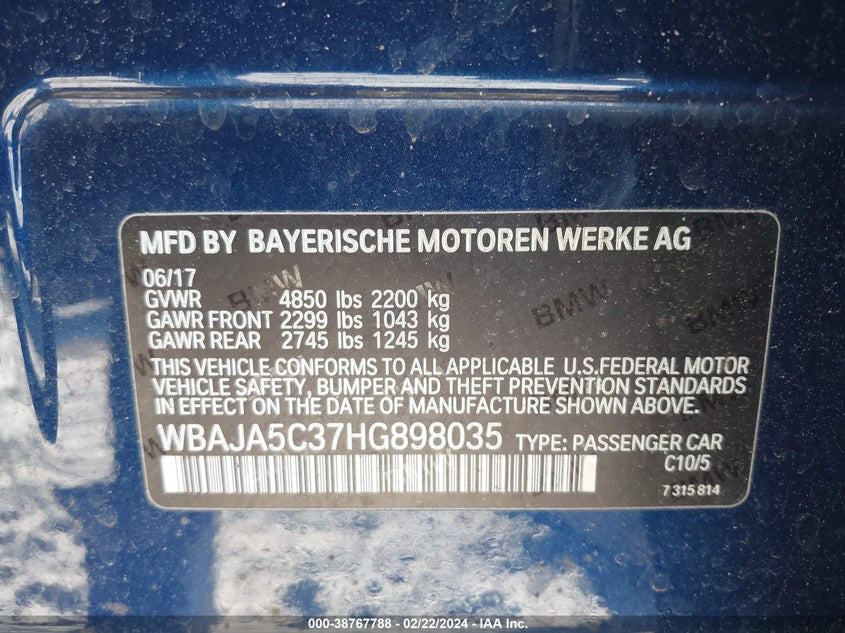 MFD BY BAYERISCHE MOTOREN WERKE AG
06/17
GVWR 4850 lbs 2200 kg
GAWR FRONT 2299 lbs 1043 kg
GAWR REAR 2745 lbs 1245 kg
THIS VEHICLE CONFORMS TO ALL APPLICABLE U.S.FEDERAL MOTOR
VEHICLE SAFETY, BUMPER AND THEFT PREVENTION STANDARDS
IN EFFECT ON THE DATE OF MANUFACTURE SHOWN ABOVE.
WBAJA5C37HG898035 TYPE: PASSENGER CAR
C10/5
7315814
BMW
BMW
000-38767788 - 02/22/2024 - IAA Inc.